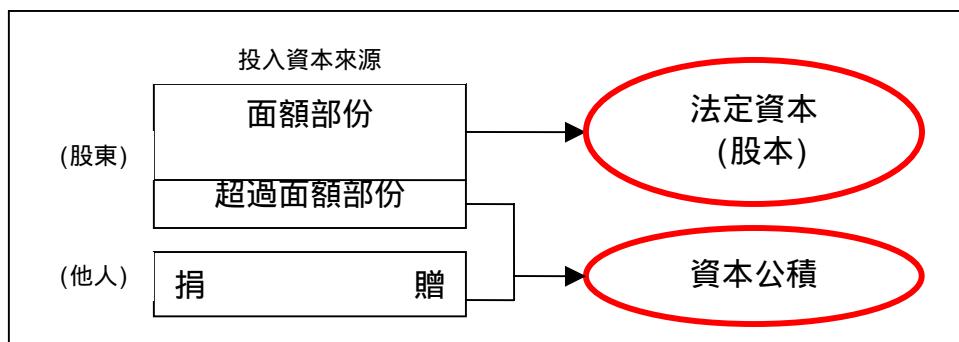 投入資本來源
面額部份
(股東)
超過面額部份
(他人)
捐 贈
法定資本
(股本)
資本公積